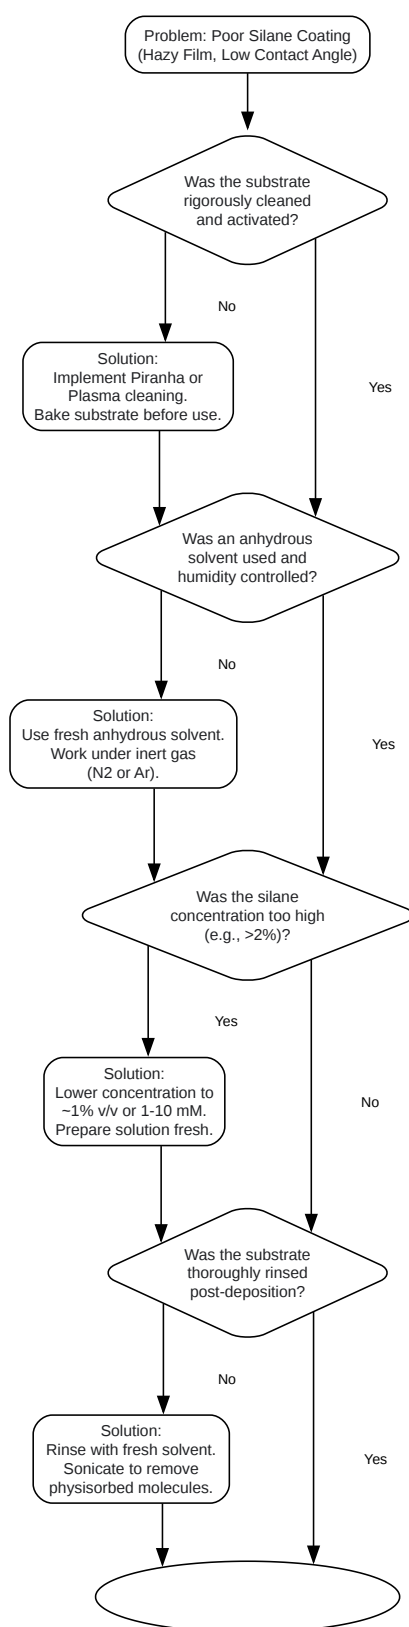 Problem: Poor Silane Coating
(Hazy Film, Low Contact Angle)
Was the substrate
rigorously cleaned
and activated?
No
Yes
Solution:
Implement Piranha or
Plasma cleaning.
Bake substrate before use.
Was an anhydrous
solvent used and
humidity controlled?
No
Yes
Solution:
Use fresh anhydrous solvent.
Work under inert gas
(N2 or Ar).
Was the silane
concentration too high
(e.g., >2%)?
Yes
No
Solution:
Lower concentration to
~1% v/v or 1-10 mM.
Prepare solution fresh.
Was the substrate
thoroughly rinsed
post-deposition?
No
Yes
Solution:
Rinse with fresh solvent.
Sonicate to remove
physisorbed molecules.